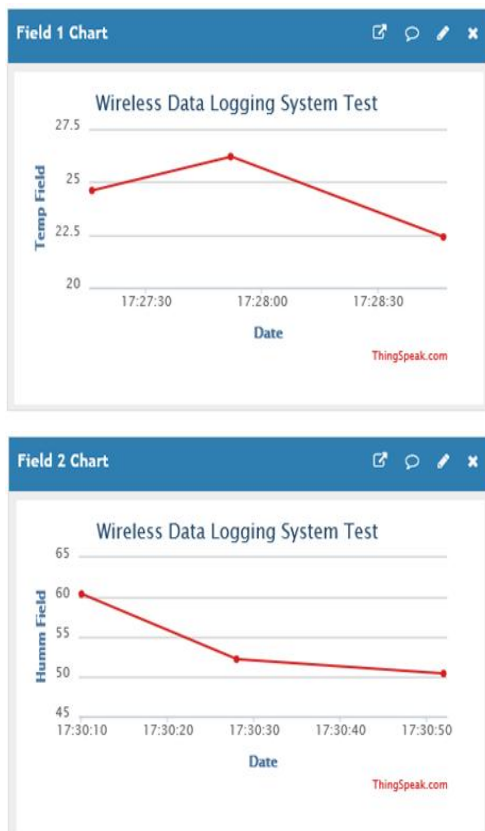 Field 1 Chart
Wireless Data Logging System Test
27.5
25
22.5
20
Temp Field
17:27:30 17:28:00 17:28:30
Date
ThingSpeak.com
Field 2 Chart
Wireless Data Logging System Test
65
60
55
50
45
Humm Field
17:30:10 17:30:20 17:30:30 17:30:40 17:30:50
Date
ThingSpeak.com